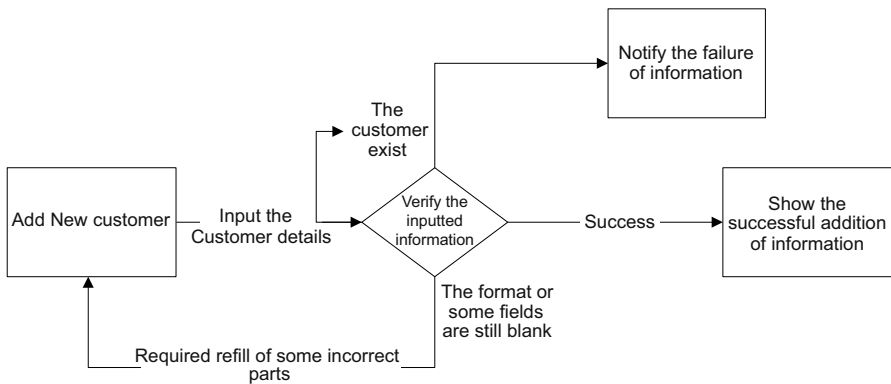 Notify the failure
of information
The
customer
exist
Add New customer
Input the
Customer details
Verify the
inputted
information
Success
Show the
successful addition
of information
The format or
some fields
are still blank
Required refill of some incorrect
parts